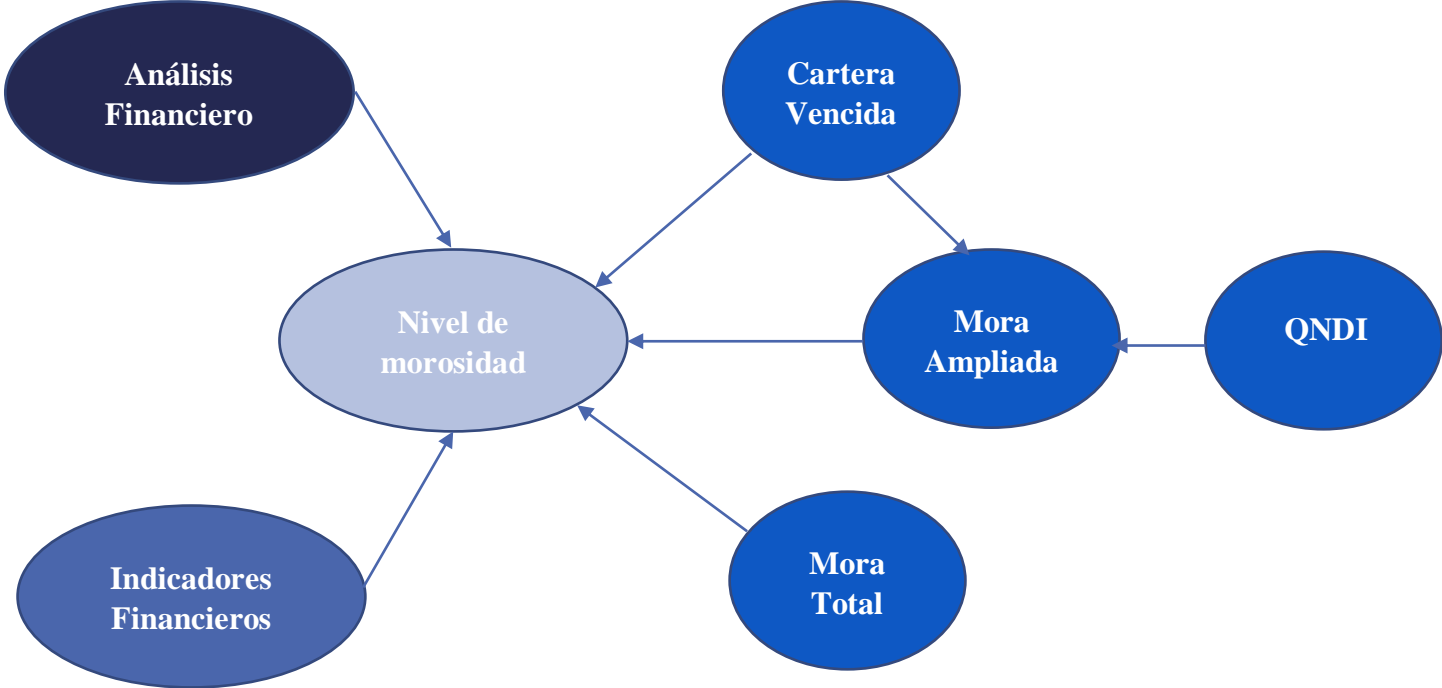 Análisis
Financiero
Cartera
Vencida
Nivel de
morosidad
Mora
Ampliada
QNDI
Indicadores
Financieros
Mora
Total